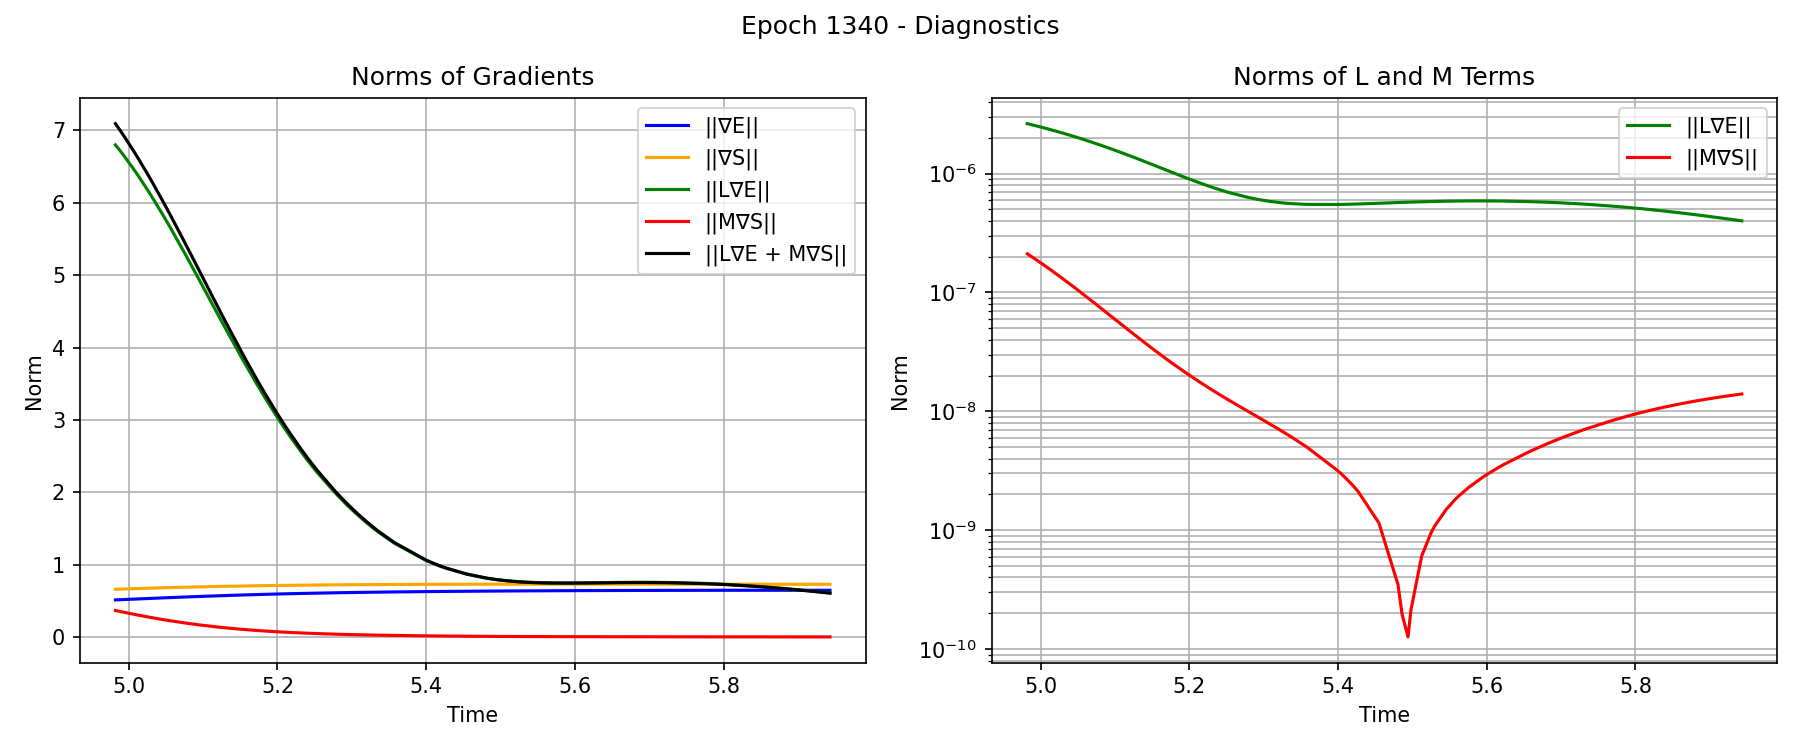 Epoch 1340 - Diagnostics
Norms of Gradients
Norm
7
6
5
4
3
2
1
0
||∇E||
||∇S||
||L∇E||
||M∇S||
||L∇E + M∇S||
5.0 5.2 5.4 5.6 5.8
Time
Norms of L and M Terms
Norm
10⁻⁶
10⁻⁷
10⁻⁸
10⁻⁹
10⁻¹⁰
||L∇E||
||M∇S||
5.0 5.2 5.4 5.6 5.8
Time